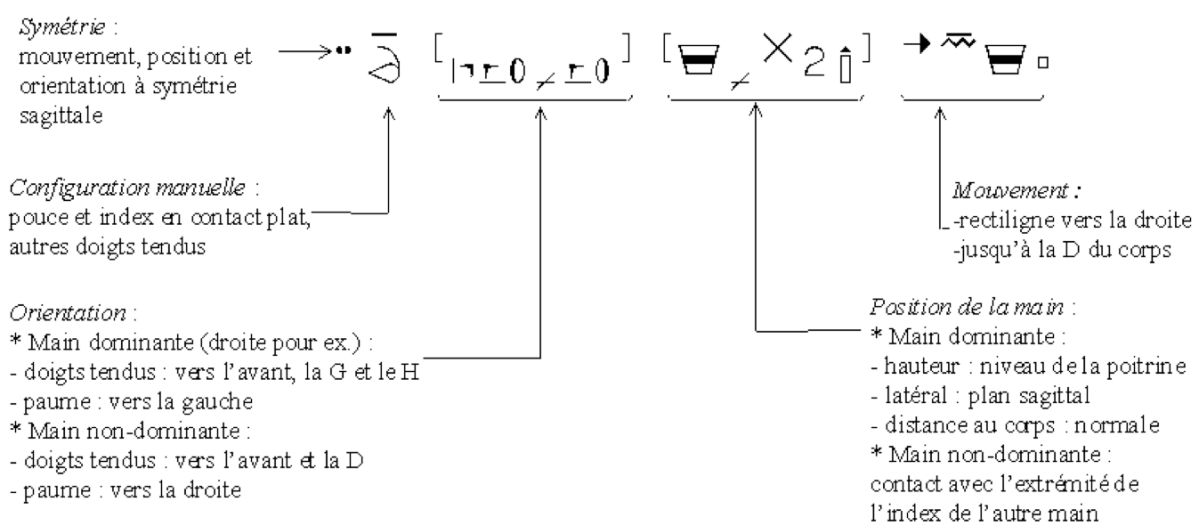 Symétrie :
mouvement, position et
orientation à symétrie
sagittale
Configuration manuelle :
pouce et index en contact plat,
autres doigts tendus
Orientation :
* Main dominante (droite pour ex.) :
- doigts tendus : vers l'avant, la G et le H
- paume : vers la gauche
* Main non-dominante :
- doigts tendus : vers l'avant et la D
- paume : vers la droite
Mouvement :
-rectiligne vers la droite
-jusqu'à la D du corps
Position de la main :
* Main dominante :
- hauteur : niveau de la poitrine
- latéral : plan sagittal
- distance au corps : normale
* Main non-dominante :
contact avec l'extrémité de
l'index de l'autre main